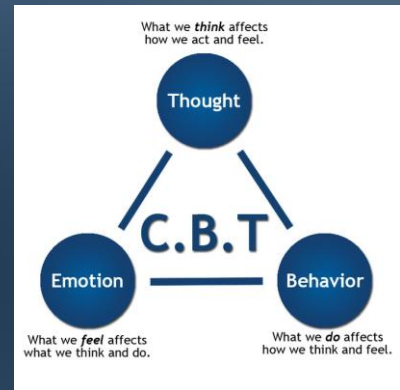 What we think affects
how we act and feel.
Thought
C.B.T
Emotion
Behavior
What we feel affects
what we think and do.
What we do affects
how we think and feel.